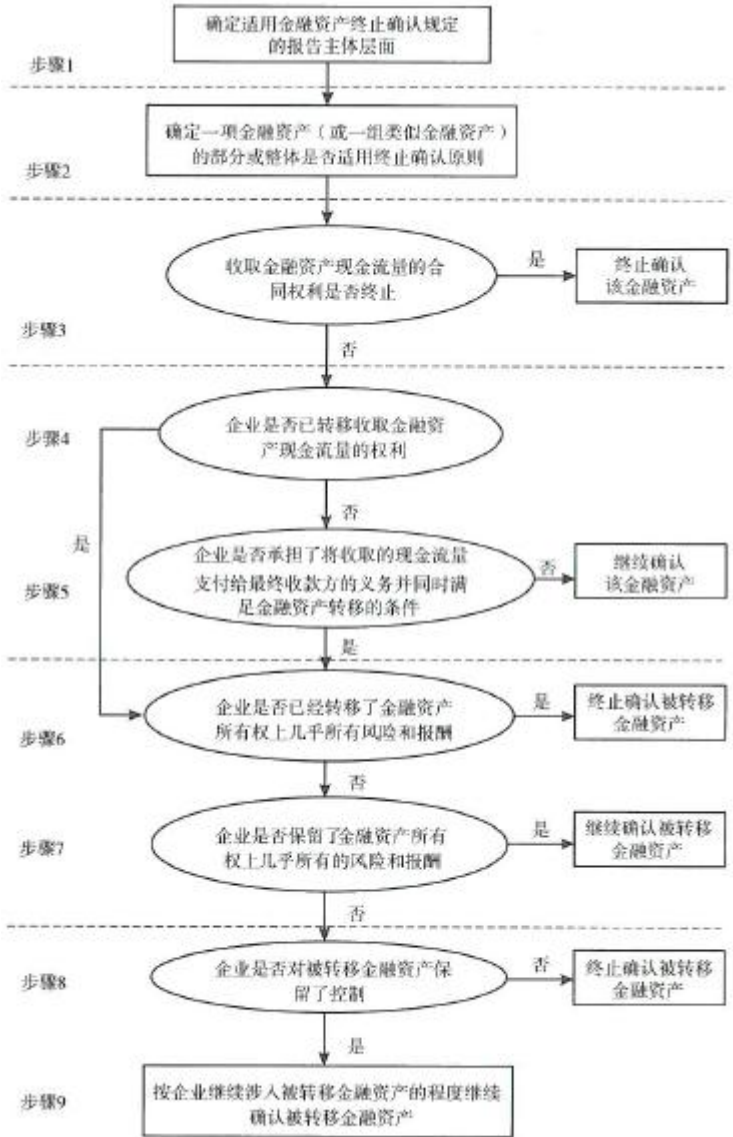 确定适用金融资产终止确认规定
的报告主体层面
步骤1
确定一项金融资产（或一组类似金融资产）
的部分或整体是否适用终止确认原则
步骤2
收取金融资产现金流量的合
同权利是否终止
是
终止确认
该金融资产
步骤3
否
企业是否已转移收取金融资
产现金流量的权利
步骤4
否
是
企业是否承担了将收取的现金流量
支付给最终收款方的义务并同时满
足金融资产转移的条件
否
继续确认
该金融资产
步骤5
是
企业是否已经转移了金融资产
所有权上几乎所有风险和报酬
是
终止确认被转移
金融资产
步骤6
否
企业是否保留了金融资产所有
权上几乎所有的风险和报酬
是
继续确认被转移
金融资产
步骤7
否
企业是否对被转移金融资产保
留了控制
否
终止确认被转移
金融资产
步骤8
是
按企业继续涉入被转移金融资产的程度继续
确认被转移金融资产
步骤9